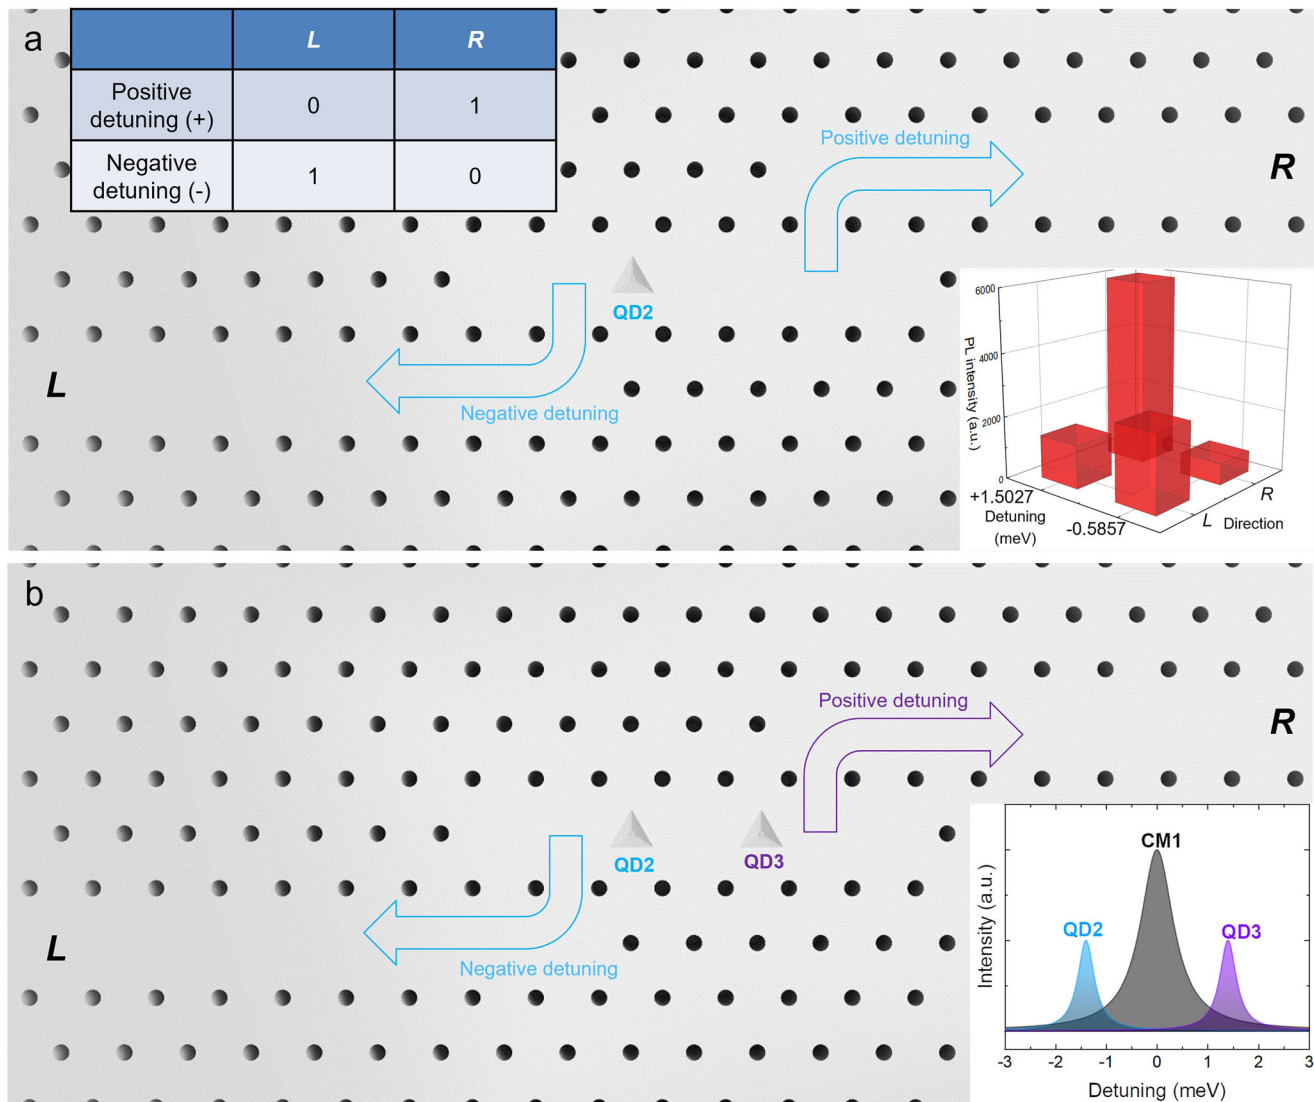 a
L R
Positive
detuning (+) 0 1
Negative
detuning (-) 1 0
Positive detuning
R
QD2
L
Negative detuning
6000
4000
2000
0
PL intensity (a.u.)
+1.5027
-0.5857
Detuning
(meV)
L R
Direction
b
Positive detuning
R
QD2 QD3
L
Negative detuning
CM1
QD2 QD3
Intensity (a.u.)
-3 -2 -1 0 1 2 3
Detuning (meV)